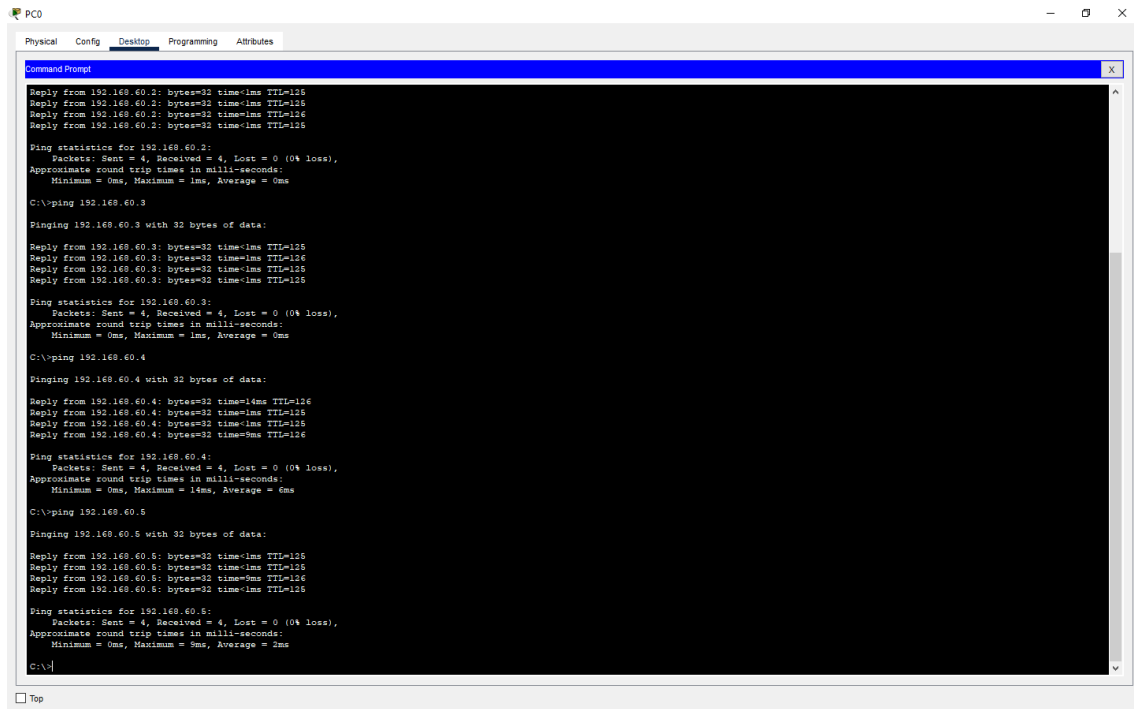 PC0
Physical Config Desktop Programming Attributes
Command Prompt
X
Reply from 192.168.60.2: bytes=32 time<1ms TTL=125
Reply from 192.168.60.2: bytes=32 time<1ms TTL=125
Reply from 192.168.60.2: bytes=32 time=1ms TTL=126
Reply from 192.168.60.2: bytes=32 time<1ms TTL=125
Ping statistics for 192.168.60.2:
Packets: Sent = 4, Received = 4, Lost = 0 (0% loss),
Approximate round trip times in milli-seconds:
Minimum = 0ms, Maximum = 1ms, Average = 0ms
C:\>ping 192.168.60.3
Pinging 192.168.60.3 with 32 bytes of data:
Reply from 192.168.60.3: bytes=32 time<1ms TTL=125
Reply from 192.168.60.3: bytes=32 time=1ms TTL=126
Reply from 192.168.60.3: bytes=32 time<1ms TTL=125
Reply from 192.168.60.3: bytes=32 time<1ms TTL=125
Ping statistics for 192.168.60.3:
Packets: Sent = 4, Received = 4, Lost = 0 (0% loss),
Approximate round trip times in milli-seconds:
Minimum = 0ms, Maximum = 1ms, Average = 0ms
C:\>ping 192.168.60.4
Pinging 192.168.60.4 with 32 bytes of data:
Reply from 192.168.60.4: bytes=32 time=14ms TTL=126
Reply from 192.168.60.4: bytes=32 time=1ms TTL=125
Reply from 192.168.60.4: bytes=32 time<1ms TTL=125
Reply from 192.168.60.4: bytes=32 time=9ms TTL=126
Ping statistics for 192.168.60.4:
Packets: Sent = 4, Received = 4, Lost = 0 (0% loss),
Approximate round trip times in milli-seconds:
Minimum = 0ms, Maximum = 14ms, Average = 6ms
C:\>ping 192.168.60.5
Pinging 192.168.60.5 with 32 bytes of data:
Reply from 192.168.60.5: bytes=32 time<1ms TTL=125
Reply from 192.168.60.5: bytes=32 time<1ms TTL=125
Reply from 192.168.60.5: bytes=32 time=9ms TTL=126
Reply from 192.168.60.5: bytes=32 time<1ms TTL=125
Ping statistics for 192.168.60.5:
Packets: Sent = 4, Received = 4, Lost = 0 (0% loss),
Approximate round trip times in milli-seconds:
Minimum = 0ms, Maximum = 9ms, Average = 2ms
C:\>
Top